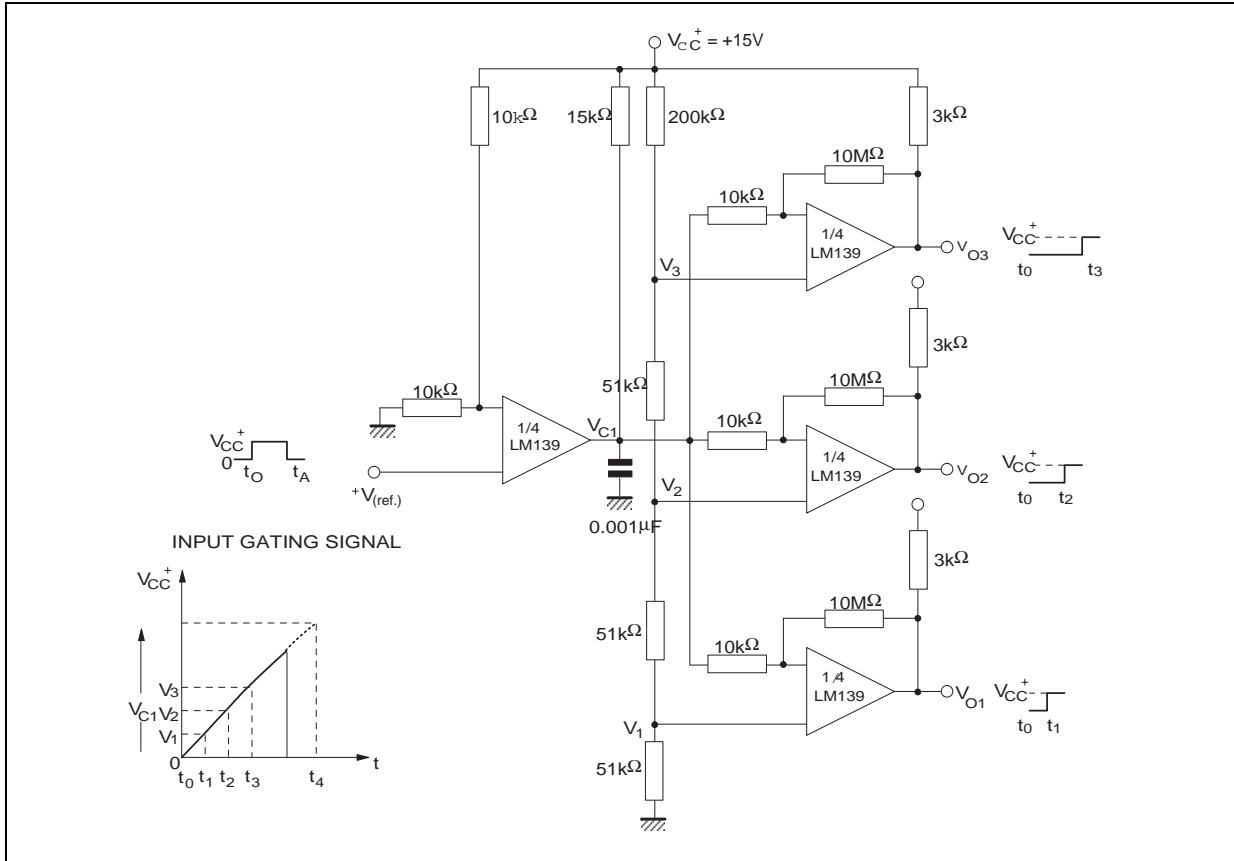 VCC+ = +15V
10kΩ
15kΩ
200kΩ
3kΩ
10MΩ
10kΩ
1/4
LM139
VO3
VCC+
t0
t3
V3
3kΩ
51kΩ
10kΩ
10MΩ
10kΩ
1/4
LM139
VC1
1/4
LM139
VO2
VCC+
t0
t2
VCC+
0
tO
tA
+V(ref.)
V2
0.001µF
INPUT GATING SIGNAL
3kΩ
VCC+
51kΩ
10MΩ
10kΩ
1/4
LM139
VO1
VCC+
t0
t1
V3
VC1
V2
V1
V1
0
t
51kΩ
t0
t1
t2
t3
t4